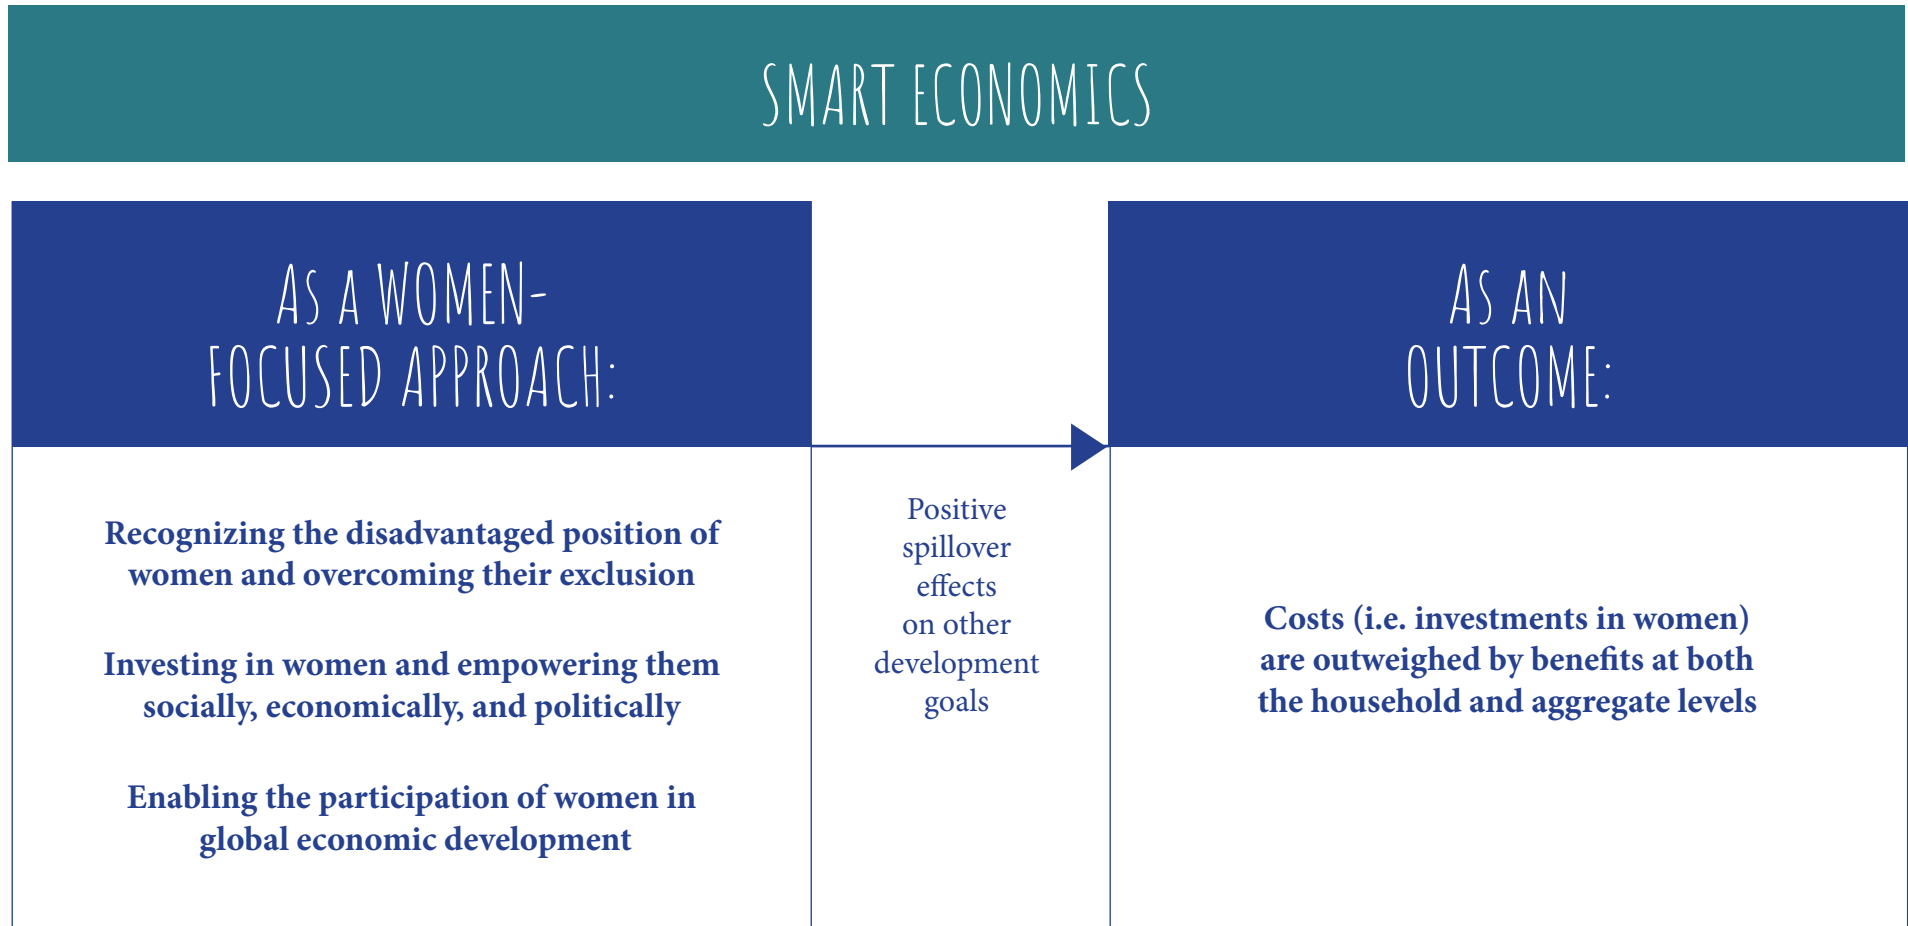 SMART ECONOMICS
AS A WOMEN-
FOCUSED APPROACH:
Recognizing the disadvantaged position of
women and overcoming their exclusion
Investing in women and empowering them
socially, economically, and politically
Enabling the participation of women in
global economic development
Positive
spillover
effects
on other
development
goals
AS AN
OUTCOME:
Costs (i.e. investments in women)
are outweighed by benefits at both
the household and aggregate levels